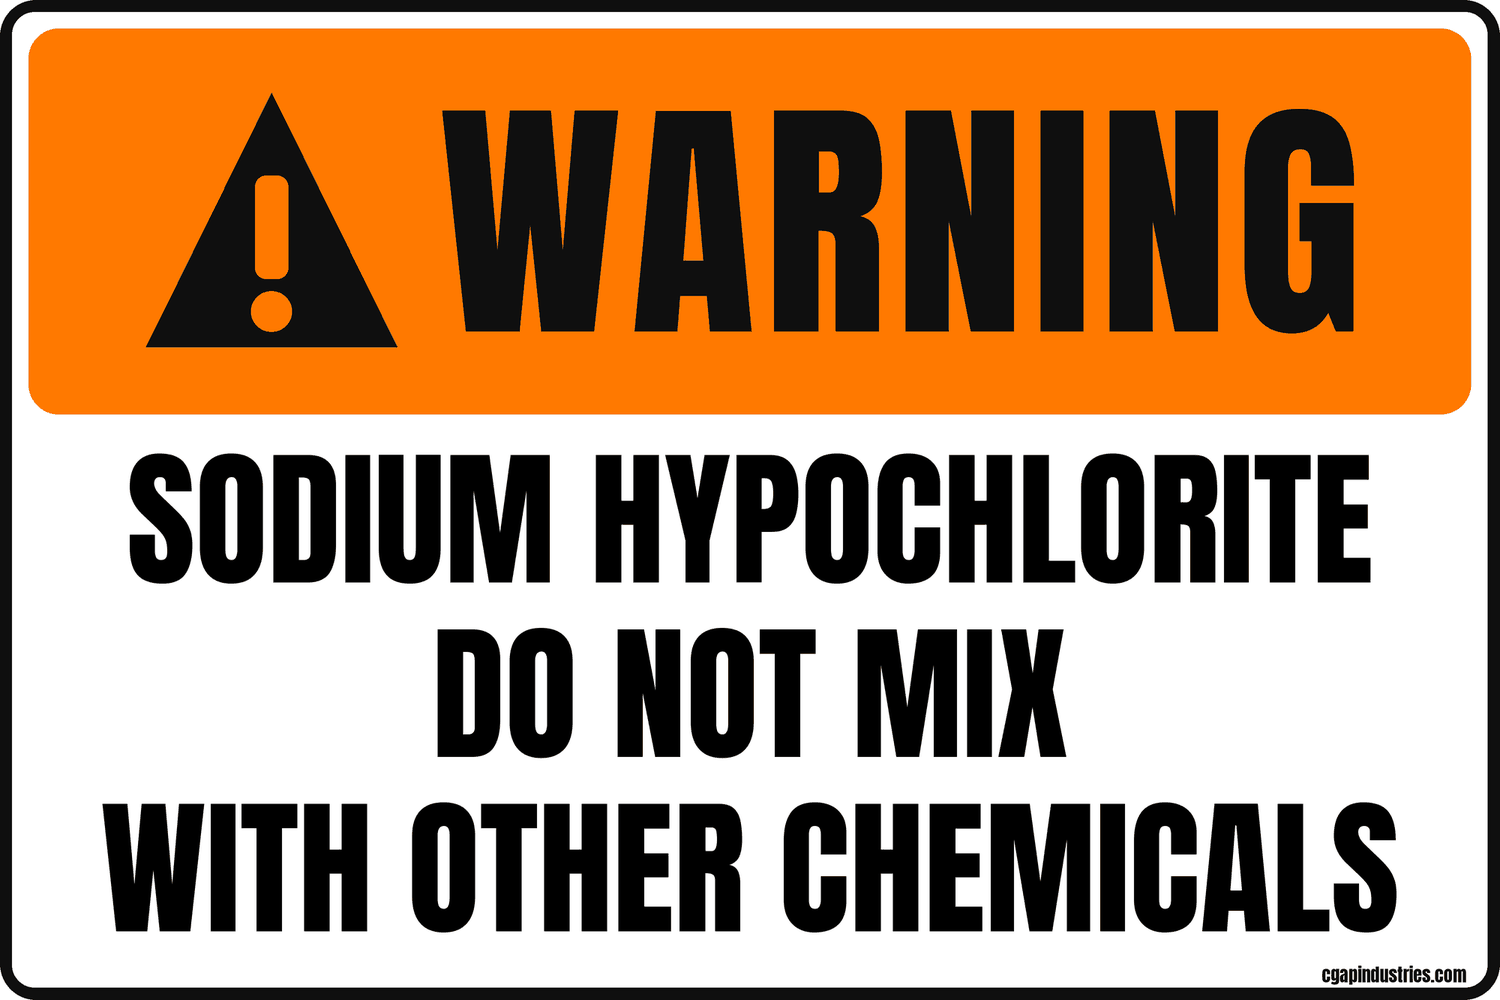 WARNING
SODIUM HYPOCHLORITE
DO NOT MIX
WITH OTHER CHEMICALS
cgapindustries.com